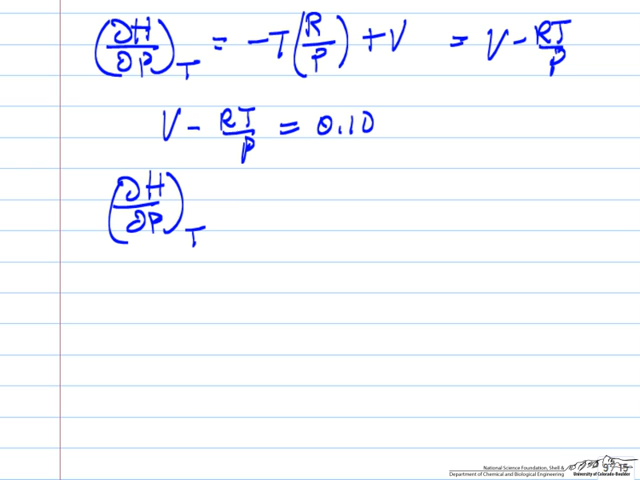 (∂H/∂P)_T = -T(R/P) + V = V - RT/P
V - RT/P = 0.10
(∂H/∂P)_T
National Science Foundation, Shell &
Department of Chemical and Biological Engineering University of Colorado Boulder